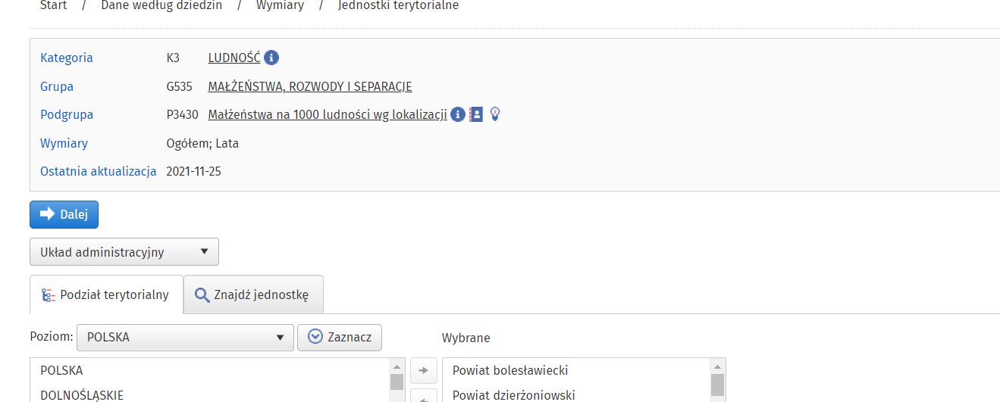 Start / Dane według dziedzin / Wymiary / Jednostki terytorialne
Kategoria K3 LUDNOŚĆ
Grupa G535 MAŁŻEŃSTWA, ROZWODY I SEPARACJE
Podgrupa P3430 Małżeństwa na 1000 ludności wg lokalizacji
Wymiary Ogółem; Lata
Ostatnia aktualizacja 2021-11-25
Dalej
Układ administracyjny
Podział terytorialny Znajdź jednostkę
Poziom: POLSKA Zaznacz Wybrane
POLSKA Powiat bolesławiecki
DOLNOŚLĄSKIE Powiat dzierżoniowski